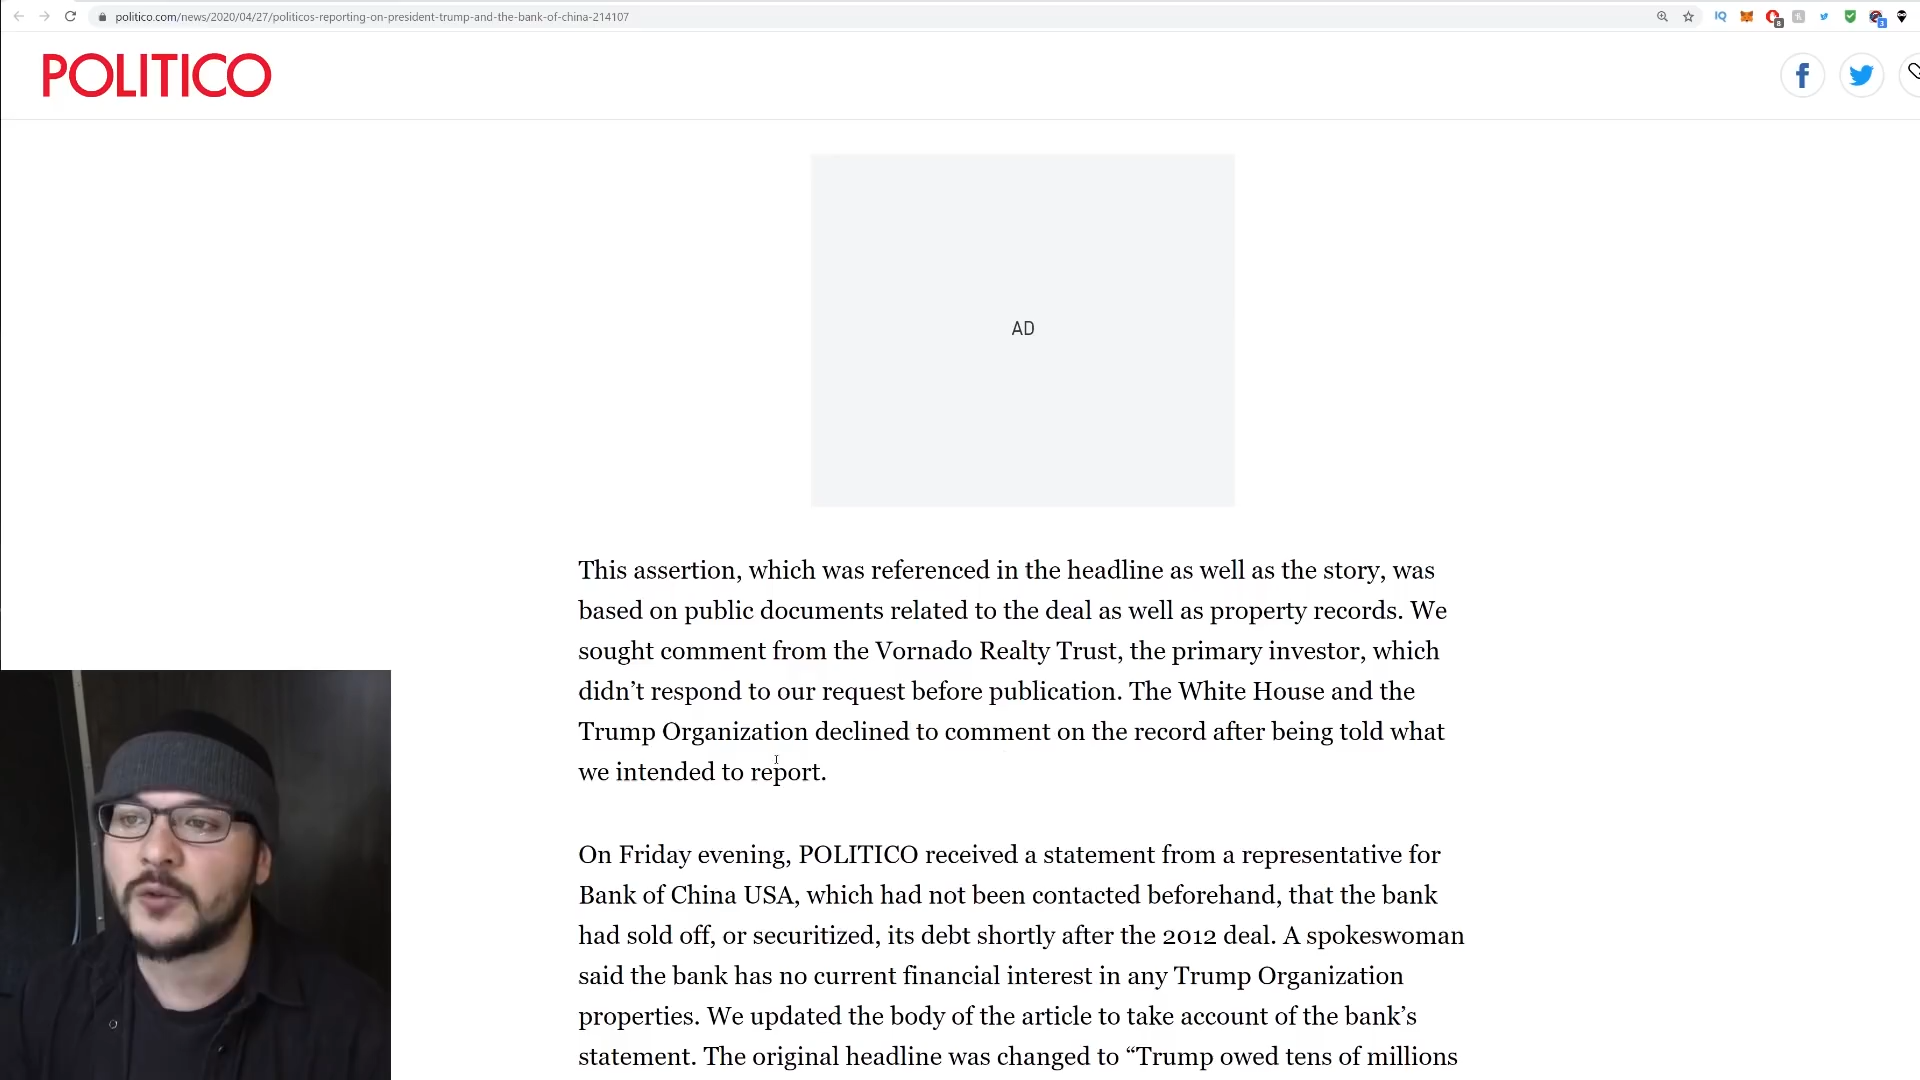 politico.com/news/2020/04/27/politicos-reporting-on-president-trump-and-the-bank-of-china-214107
IQ
8
3
POLITICO
AD
This assertion, which was referenced in the headline as well as the story, was
based on public documents related to the deal as well as property records. We
sought comment from the Vornado Realty Trust, the primary investor, which
didn’t respond to our request before publication. The White House and the
Trump Organization declined to comment on the record after being told what
we intended to report.
On Friday evening, POLITICO received a statement from a representative for
Bank of China USA, which had not been contacted beforehand, that the bank
had sold off, or securitized, its debt shortly after the 2012 deal. A spokeswoman
said the bank has no current financial interest in any Trump Organization
properties. We updated the body of the article to take account of the bank’s
statement. The original headline was changed to “Trump owed tens of millions